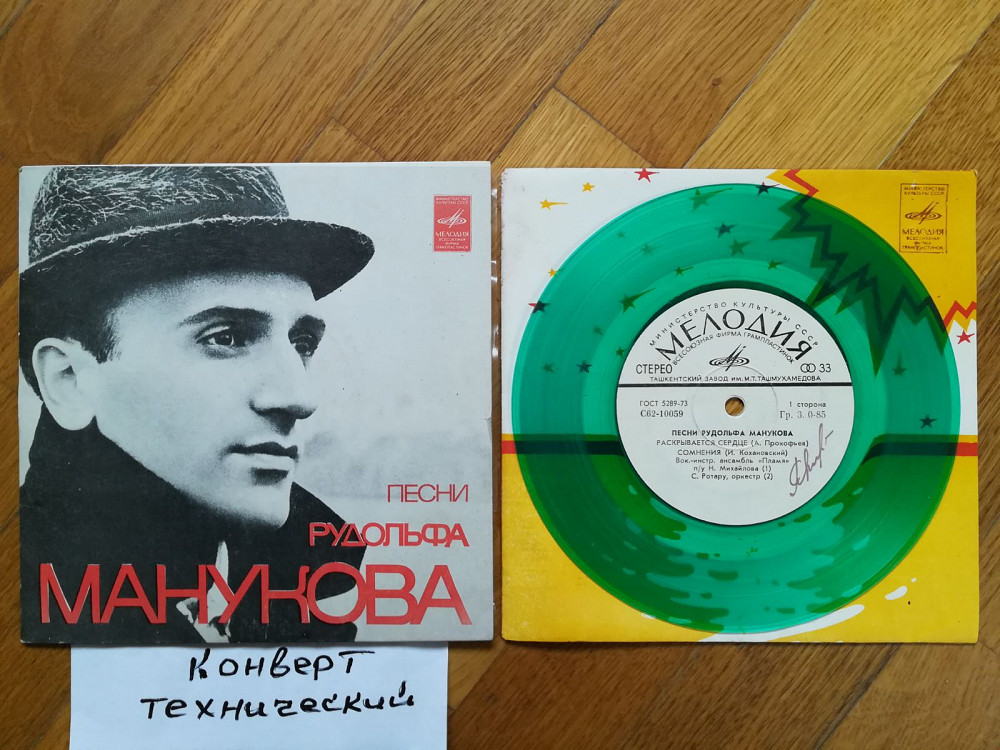 МИНИСТЕРСТВО
КУЛЬТУРЫ СССР
МЕЛОДИЯ
ВСЕСОЮЗНАЯ
ФИРМА
ГРАМПЛАСТИНОК
ПЕСНИ
РУДОЛЬФА
МАНУКОВА
Конверт
технический
МИНИСТЕРСТВО
КУЛЬТУРЫ СССР
МЕЛОДИЯ
ВСЕСОЮЗНАЯ
ФИРМА
ГРАМПЛАСТИНОК
МИНИСТЕРСТВО КУЛЬТУРЫ СССР
МЕЛОДИЯ
ВСЕСОЮЗНАЯ ФИРМА ГРАМПЛАСТИНОК
СТЕРЕО 33
ТАШКЕНТСКИЙ ЗАВОД ИМ. М.Т. ТАШМУХАМЕДОВА
ГОСТ 5289-73 1 сторона
С62-10059 Гр. 3. 0-85
ПЕСНИ РУДОЛЬФА МАНУКОВА
РАСКРЫВАЕТСЯ СЕРДЦЕ (А. Прокофьев)
СОМНЕНИЯ (И. Кохановский)
Вок.-инстр. ансамбль «Пламя»
п/у Н. Михайлова (1)
С. Ротару, оркестр (2)